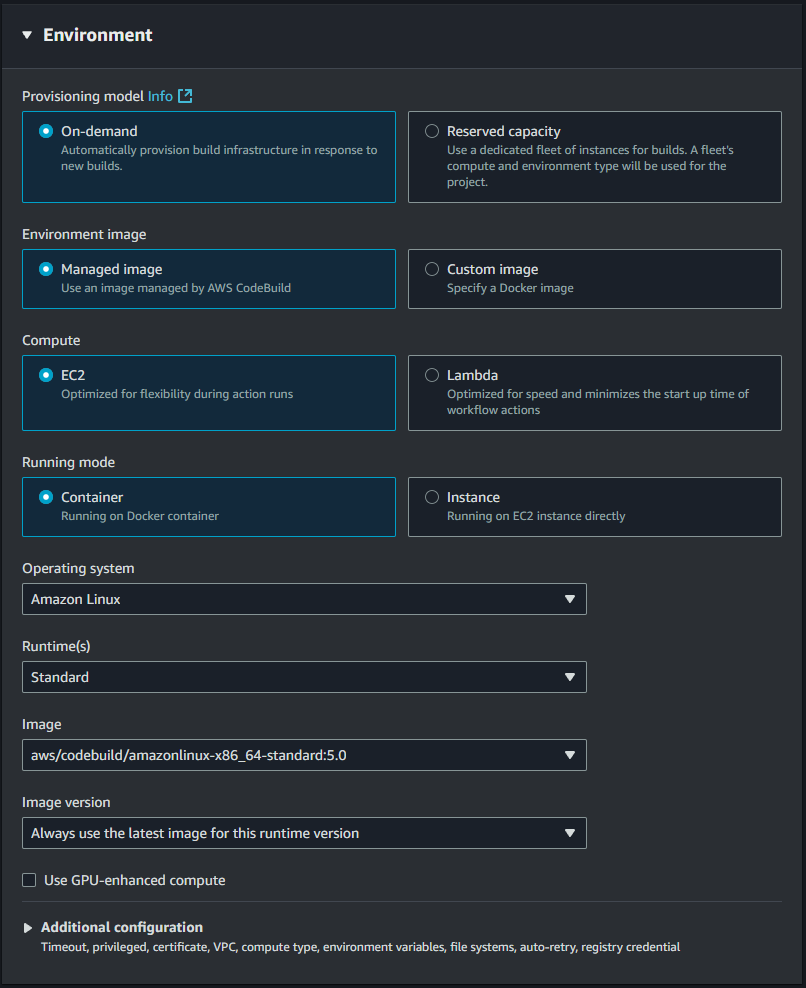 Environment
Provisioning model Info
On-demand
Automatically provision build infrastructure in response to
new builds.
Reserved capacity
Use a dedicated fleet of instances for builds. A fleet's
compute and environment type will be used for the
project.
Environment image
Managed image
Use an image managed by AWS CodeBuild
Custom image
Specify a Docker image
Compute
EC2
Optimized for flexibility during action runs
Lambda
Optimized for speed and minimizes the start up time of
workflow actions
Running mode
Container
Running on Docker container
Instance
Running on EC2 instance directly
Operating system
Amazon Linux
Runtime(s)
Standard
Image
aws/codebuild/amazonlinux-x86_64-standard:5.0
Image version
Always use the latest image for this runtime version
Use GPU-enhanced compute
Additional configuration
Timeout, privileged, certificate, VPC, compute type, environment variables, file systems, auto-retry, registry credential